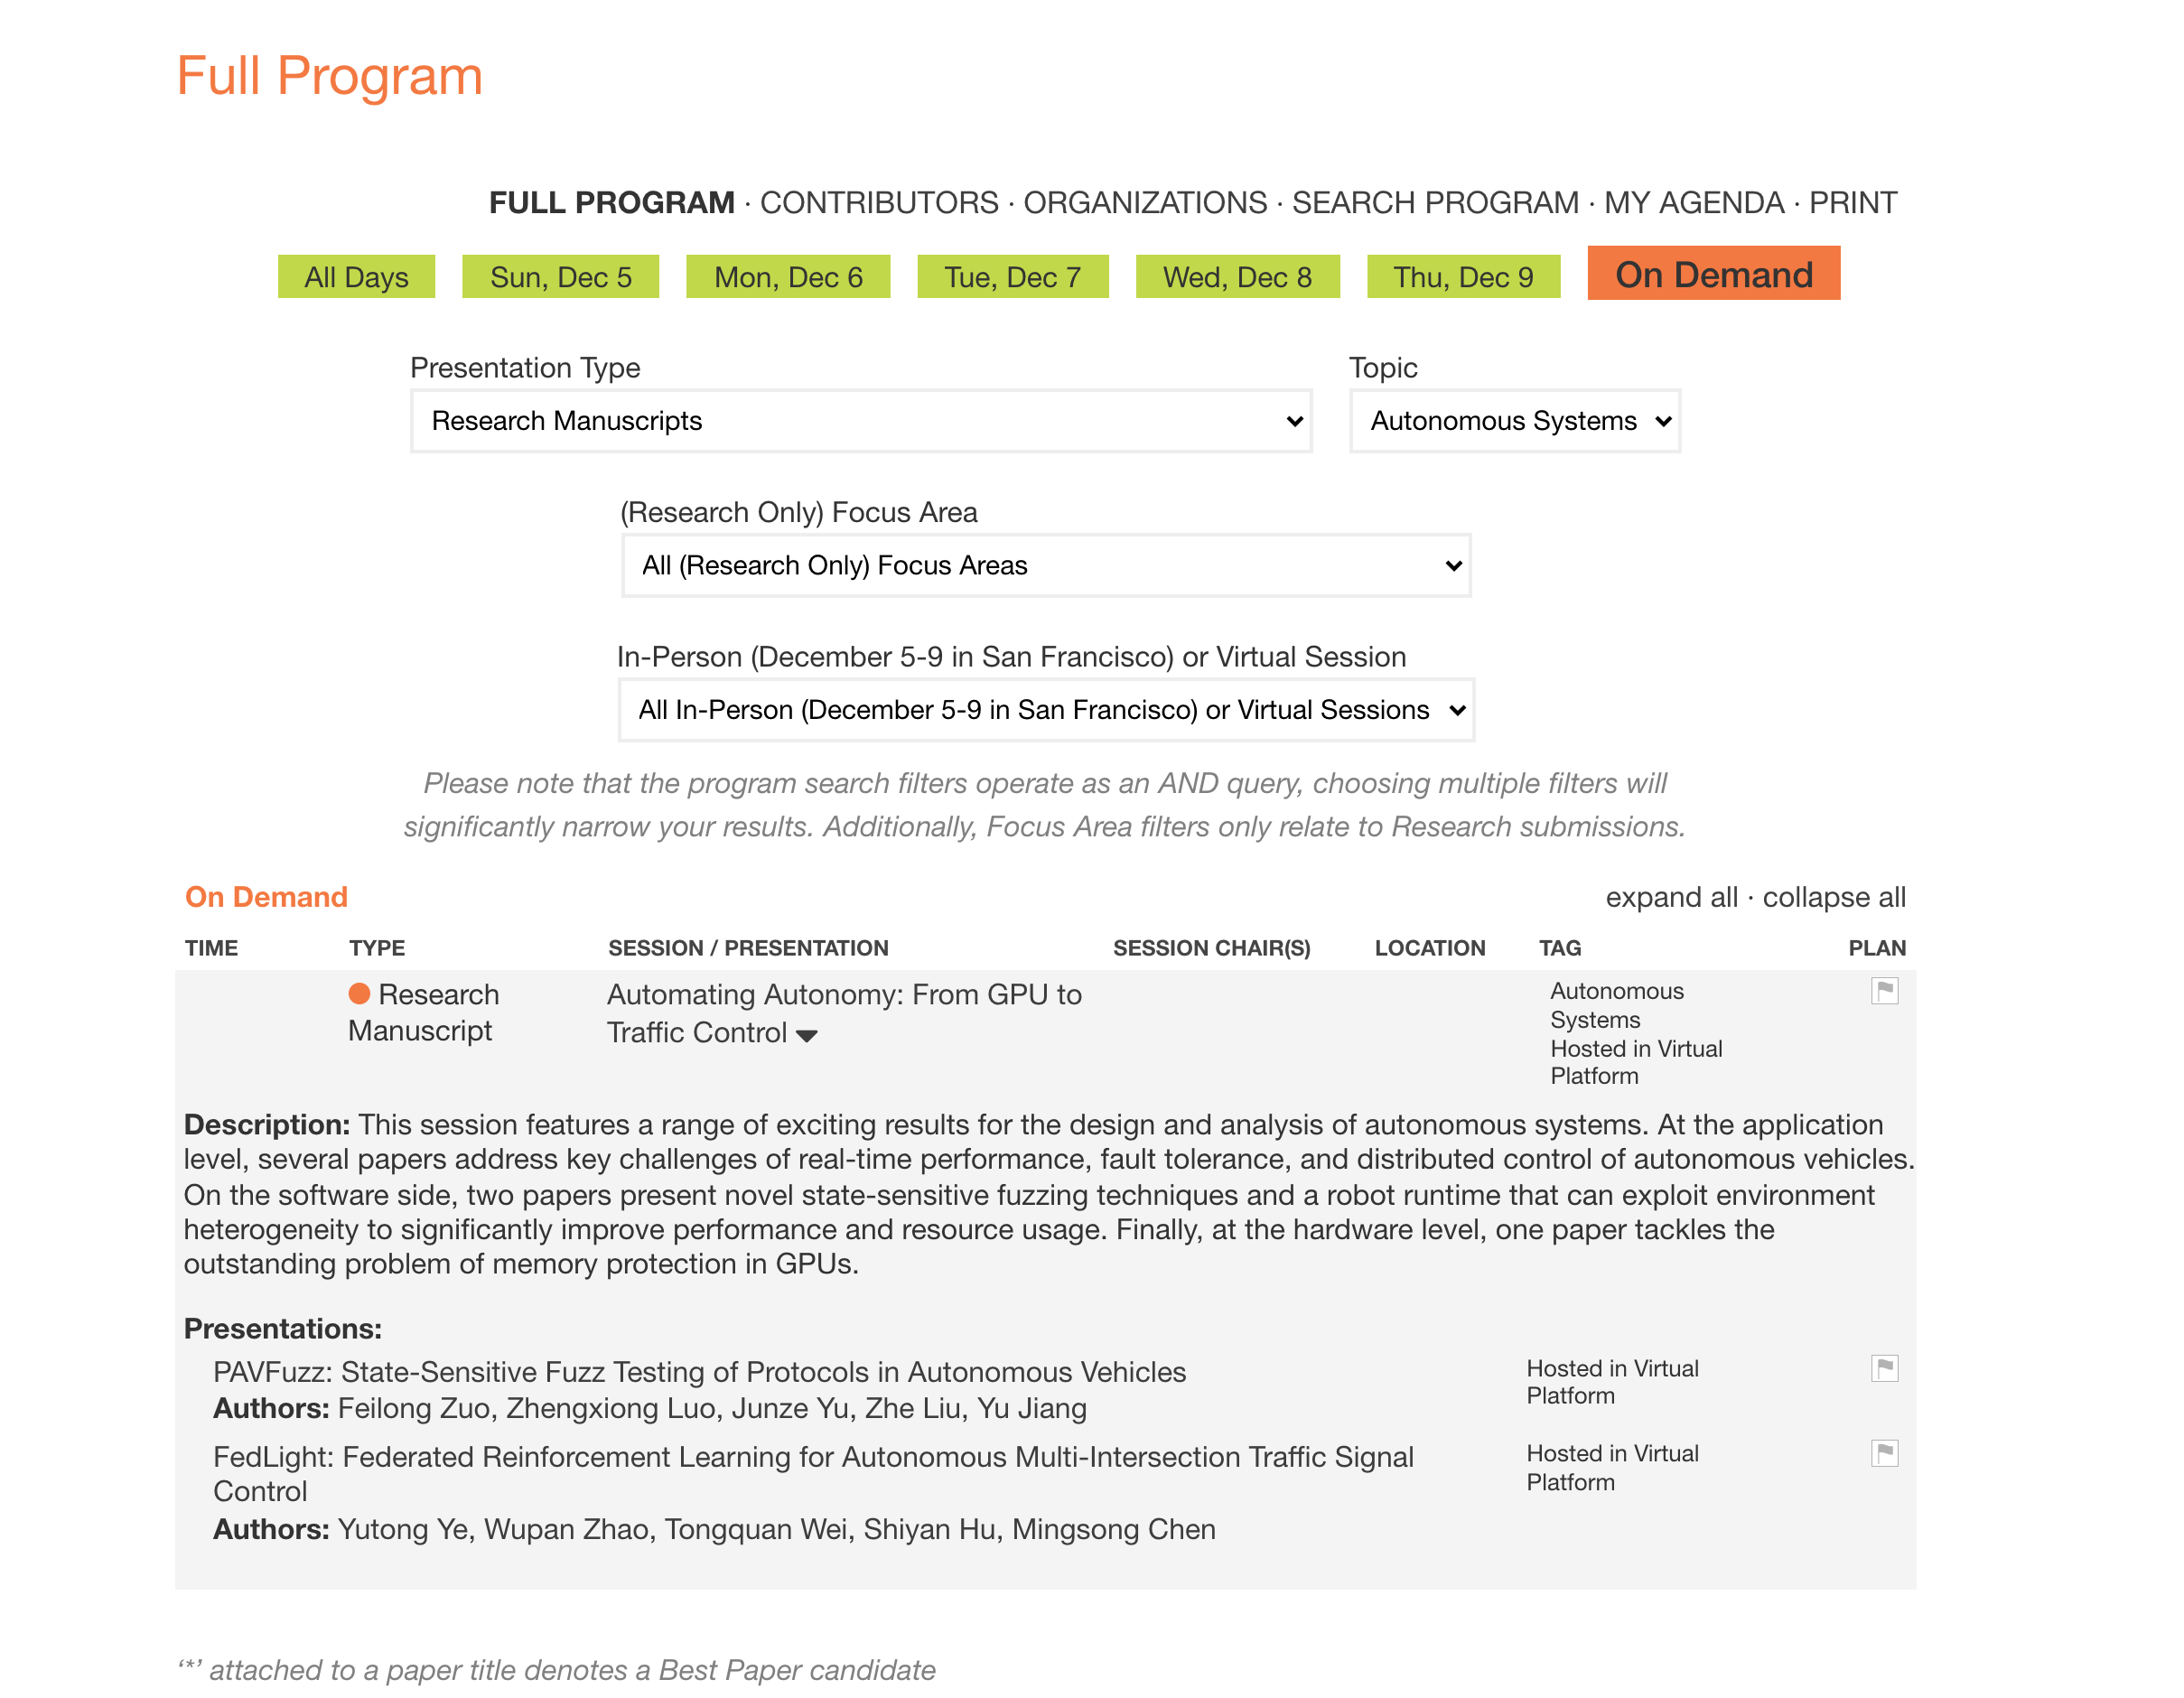 Full Program
FULL PROGRAM · CONTRIBUTORS · ORGANIZATIONS · SEARCH PROGRAM · MY AGENDA · PRINT
All Days Sun, Dec 5 Mon, Dec 6 Tue, Dec 7 Wed, Dec 8 Thu, Dec 9 On Demand
Presentation Type Topic
Research Manuscripts Autonomous Systems
(Research Only) Focus Area
All (Research Only) Focus Areas
In-Person (December 5-9 in San Francisco) or Virtual Session
All In-Person (December 5-9 in San Francisco) or Virtual Sessions
Please note that the program search filters operate as an AND query, choosing multiple filters will
significantly narrow your results. Additionally, Focus Area filters only relate to Research submissions.
On Demand expand all · collapse all
TIME TYPE SESSION / PRESENTATION SESSION CHAIR(S) LOCATION TAG PLAN
Research Automating Autonomy: From GPU to Autonomous
Manuscript Traffic Control Systems
Hosted in Virtual
Platform
Description: This session features a range of exciting results for the design and analysis of autonomous systems. At the application
level, several papers address key challenges of real-time performance, fault tolerance, and distributed control of autonomous vehicles.
On the software side, two papers present novel state-sensitive fuzzing techniques and a robot runtime that can exploit environment
heterogeneity to significantly improve performance and resource usage. Finally, at the hardware level, one paper tackles the
outstanding problem of memory protection in GPUs.
Presentations:
PAVFuzz: State-Sensitive Fuzz Testing of Protocols in Autonomous Vehicles Hosted in Virtual
Platform
Authors: Feilong Zuo, Zhengxiong Luo, Junze Yu, Zhe Liu, Yu Jiang
FedLight: Federated Reinforcement Learning for Autonomous Multi-Intersection Traffic Signal Hosted in Virtual
Control Platform
Authors: Yutong Ye, Wupan Zhao, Tongquan Wei, Shiyan Hu, Mingsong Chen
‘*’ attached to a paper title denotes a Best Paper candidate